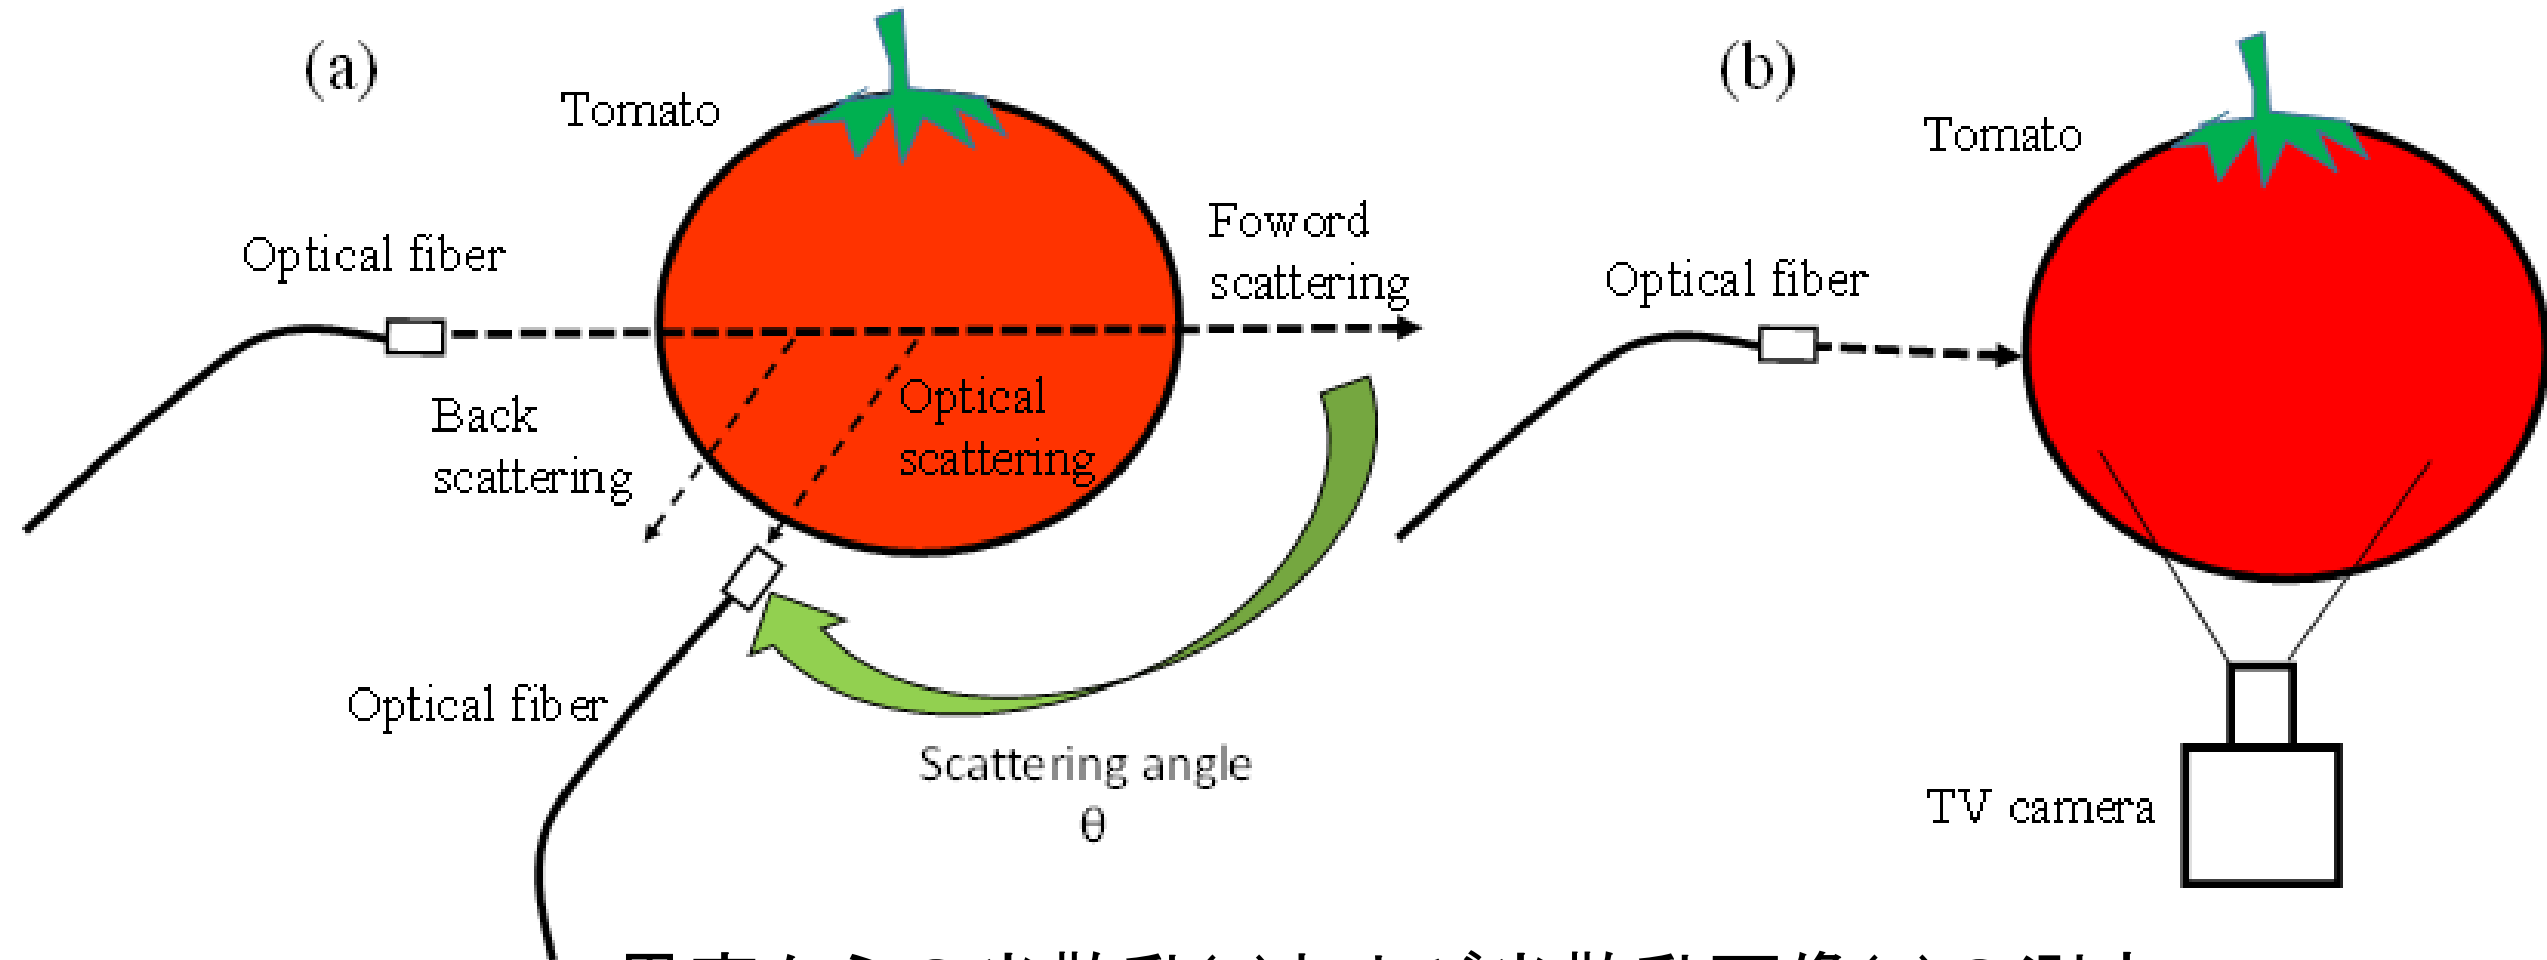 (a)
Tomato
Optical fiber
Foword
scattering
Back
scattering
Optical
scattering
Optical fiber
Scattering angle
θ
(b)
Tomato
Optical fiber
TV camera